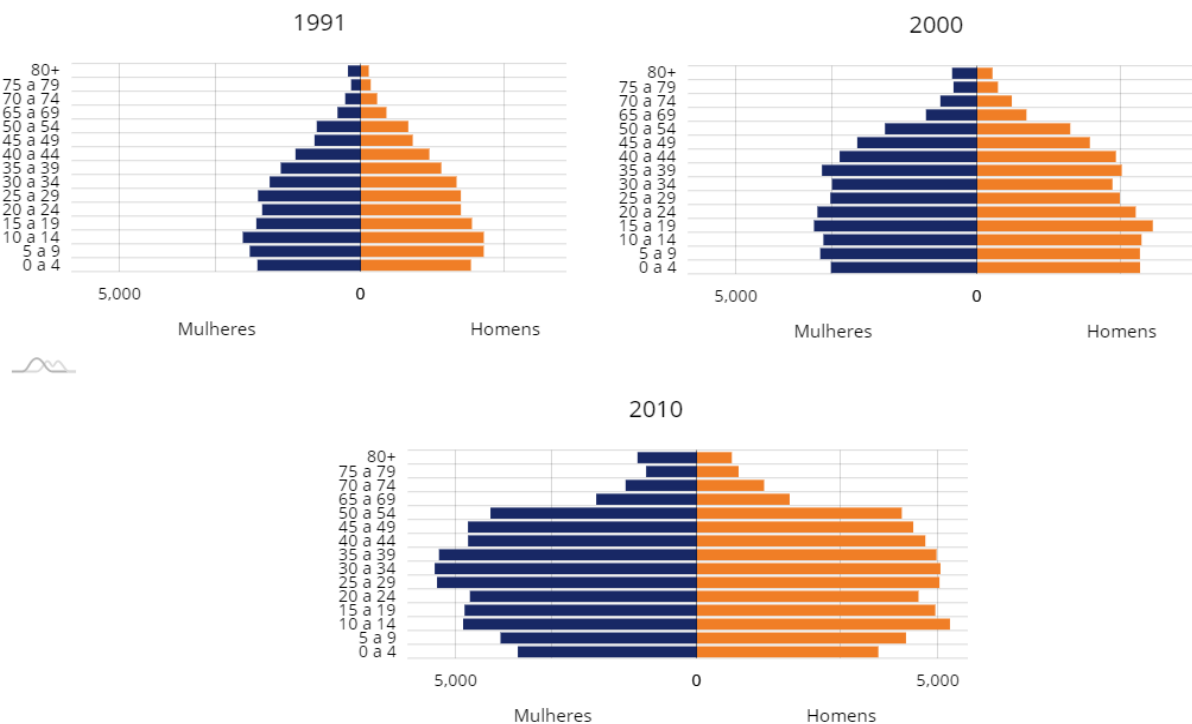 1991
80+
75 a 79
70 a 74
65 a 69
50 a 54
45 a 49
40 a 44
35 a 39
30 a 34
25 a 29
20 a 24
15 a 19
10 a 14
5 a 9
0 a 4
5,000 0
Mulheres Homens
2000
80+
75 a 79
70 a 74
65 a 69
50 a 54
45 a 49
40 a 44
35 a 39
30 a 34
25 a 29
20 a 24
15 a 19
10 a 14
5 a 9
0 a 4
5,000 0
Mulheres Homens
2010
80+
75 a 79
70 a 74
65 a 69
50 a 54
45 a 49
40 a 44
35 a 39
30 a 34
25 a 29
20 a 24
15 a 19
10 a 14
5 a 9
0 a 4
5,000 0 5,000
Mulheres Homens